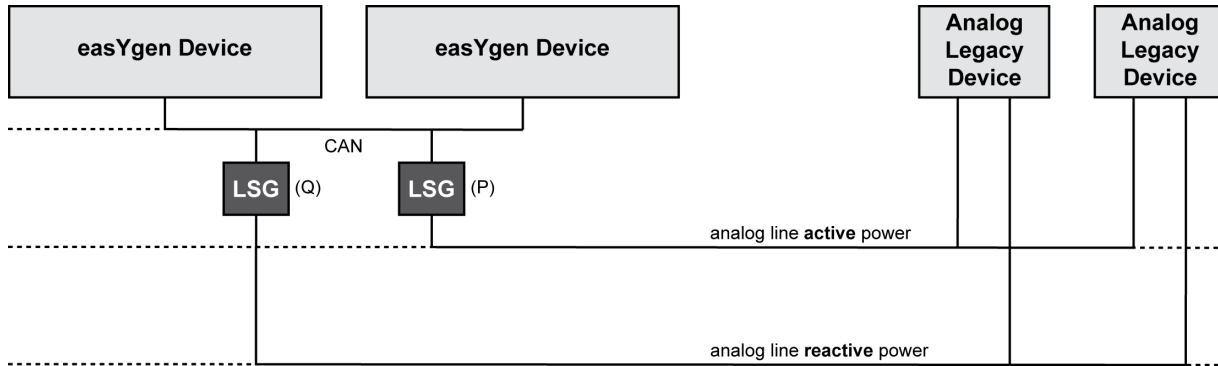 easYgen Device
easYgen Device
Analog
Legacy
Device
Analog
Legacy
Device
CAN
LSG (Q)
LSG (P)
analog line active power
analog line reactive power